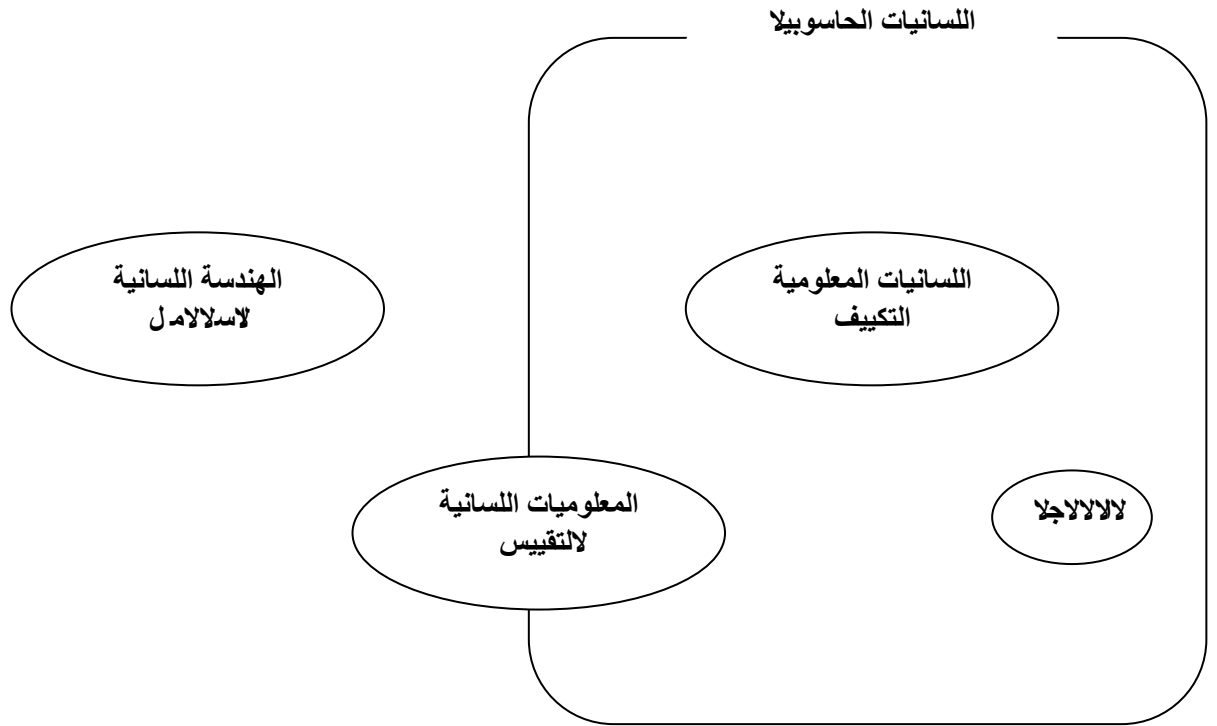 اللسانيات الحاسوبيلا
الهندسة اللسانية
اللسانيات المعلومية
التكييف
المعلوميات اللسانية
لالتقييس